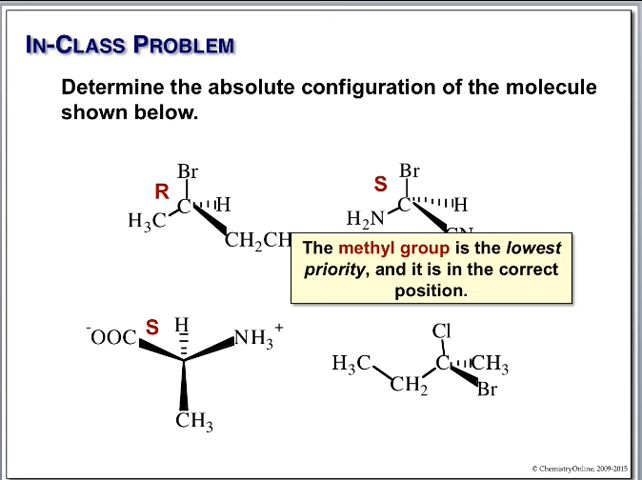 IN-CLASS PROBLEM
Determine the absolute configuration of the molecule
shown below.
Br
R
C
H
H₃C
CH₂CH
S
Br
C
H
H₂N
The methyl group is the lowest
priority, and it is in the correct
position.
⁻OOC
S
H
NH₃⁺
CH₃
Cl
H₃C
C
CH₃
CH₂
Br
© ChemistryOnline, 2009-2015